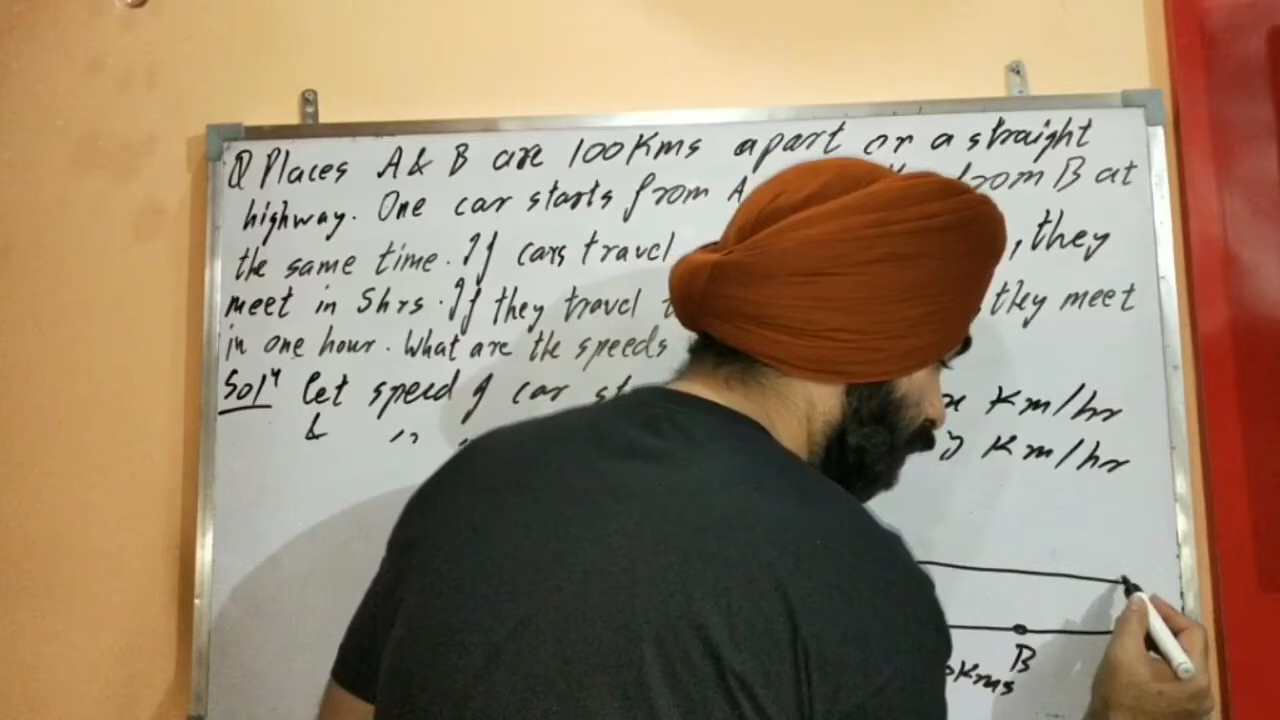 Q Places A & B are 100Kms apart on a straight
highway. One car starts from A from B at
the same time. If cars travel , they
meet in 5hrs. If they travel they meet
in one hour. What are the speeds
Solⁿ let speed of car x Km/hr
& " " y Km/hr
B
Kms